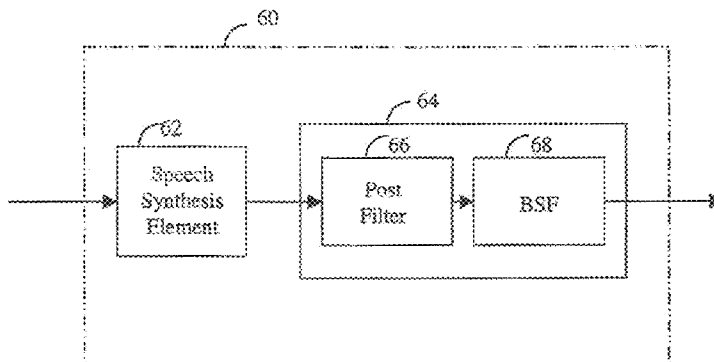 60
64
62
66
68
Speech
Synthesis
Element
Post
Filter
BSF